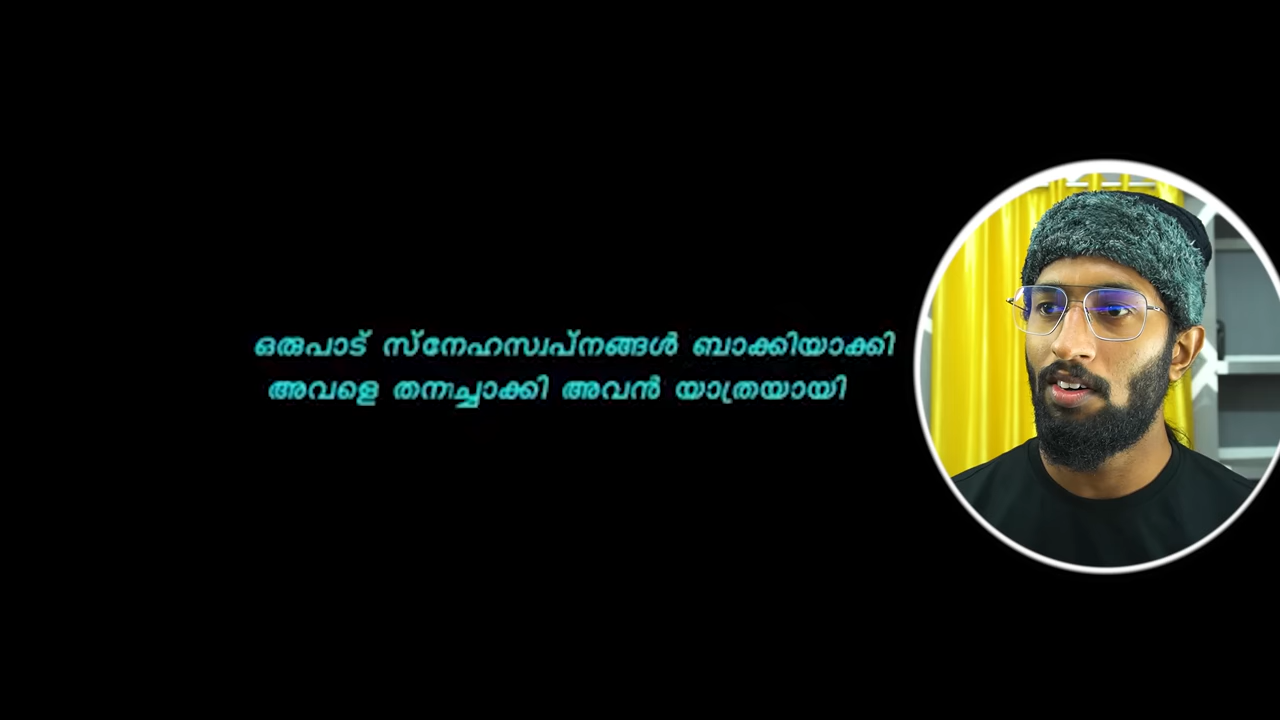 ഒരുപാട് സ്നേഹസ്വപ്നങ്ങൾ ബാക്കിയാക്കി
അവളെ തനിച്ചാക്കി അവൻ യാത്രയായി